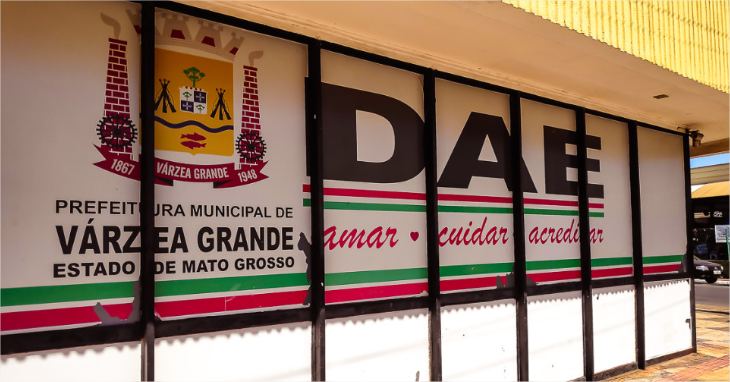 1867 VÁRZEA GRANDE 1948
PREFEITURA MUNICIPAL DE
VÁRZEA GRANDE
ESTADO DE MATO GROSSO
DAE
amar cuidar acreditar